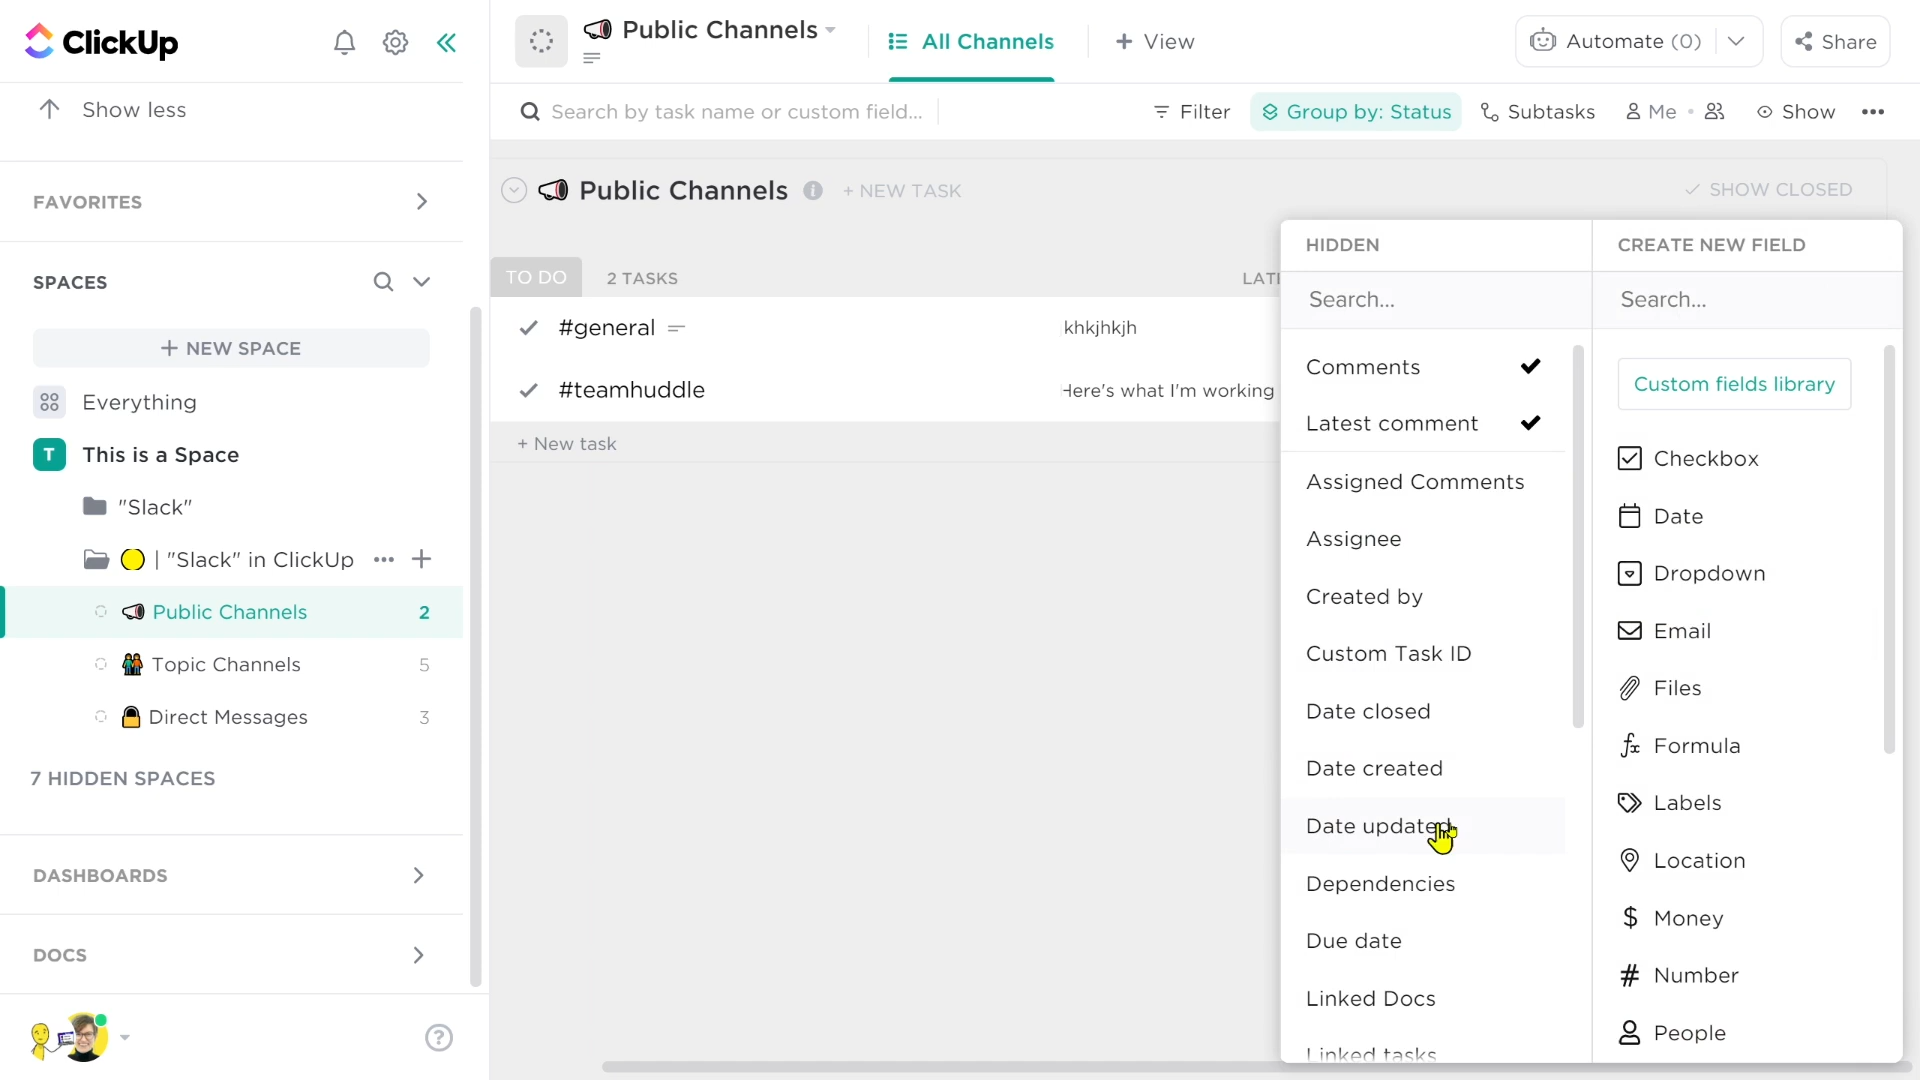 ClickUp
Show less
FAVORITES
SPACES
+ NEW SPACE
Everything
T This is a Space
"Slack"
| "Slack" in ClickUp
Public Channels 2
Topic Channels 5
Direct Messages 3
7 HIDDEN SPACES
DASHBOARDS
DOCS
Public Channels
All Channels
+ View
Automate (0)
Share
Search by task name or custom field...
Filter
Group by: Status
Subtasks
Me
Show
Public Channels
+ NEW TASK
SHOW CLOSED
TO DO
2 TASKS
#general
khkjhkjh
#teamhuddle
Here's what I'm working
+ New task
HIDDEN
Search...
Comments
Latest comment
Assigned Comments
Assignee
Created by
Custom Task ID
Date closed
Date created
Date updated
Dependencies
Due date
Linked Docs
Linked tasks
CREATE NEW FIELD
Search...
Custom fields library
Checkbox
Date
Dropdown
Email
Files
Formula
Labels
Location
Money
Number
People